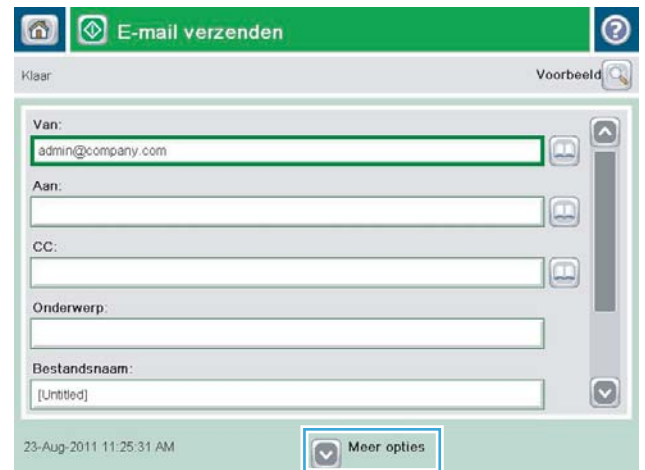 E-mail verzenden
Klaar
Voorbeeld
Van:
admin@company.com
Aan:
CC:
Onderwerp:
Bestandsnaam:
[Untitled]
23-Aug-2011 11:25:31 AM
Meer opties